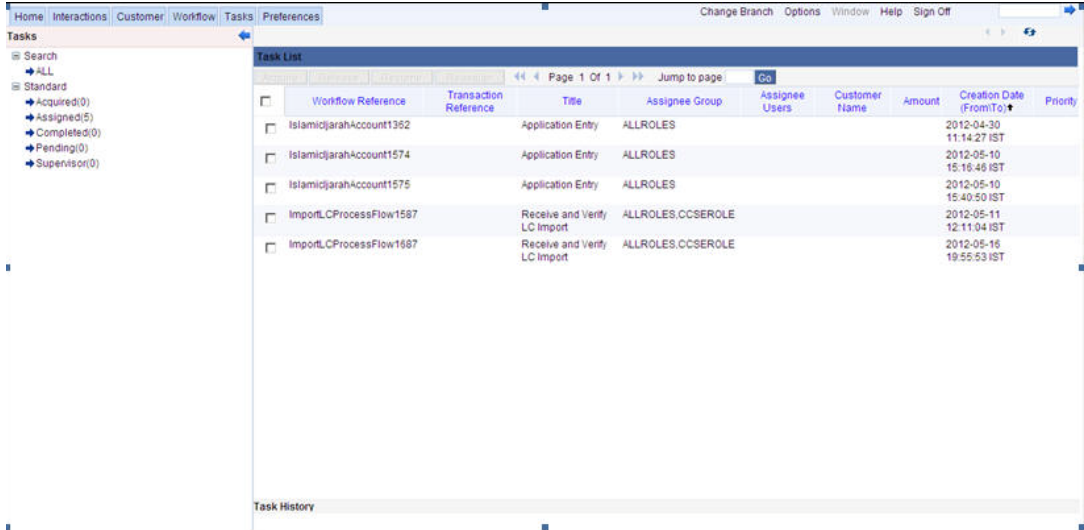 Home Interactions Customer Workflow Tasks Preferences
Change Branch Options Window Help Sign Off
Tasks
Search
ALL
Standard
Acquired(0)
Assigned(5)
Completed(0)
Pending(0)
Supervisor(0)
Task List
Page 1 Of 1 Jump to page Go
Workflow Reference Transaction Reference Title Assignee Group Assignee Users Customer Name Amount Creation Date (From\To) Priority
IslamicIjarahAccount1362 Application Entry ALLROLES 2012-04-30 11:14:27 IST
IslamicIjarahAccount1574 Application Entry ALLROLES 2012-05-10 15:16:46 IST
IslamicIjarahAccount1575 Application Entry ALLROLES 2012-05-10 15:40:50 IST
ImportLCProcessFlow1587 Receive and Verify LC Import ALLROLES,CCSEROLE 2012-05-11 12:11:04 IST
ImportLCProcessFlow1687 Receive and Verify LC Import ALLROLES,CCSEROLE 2012-05-16 19:55:53 IST
Task History